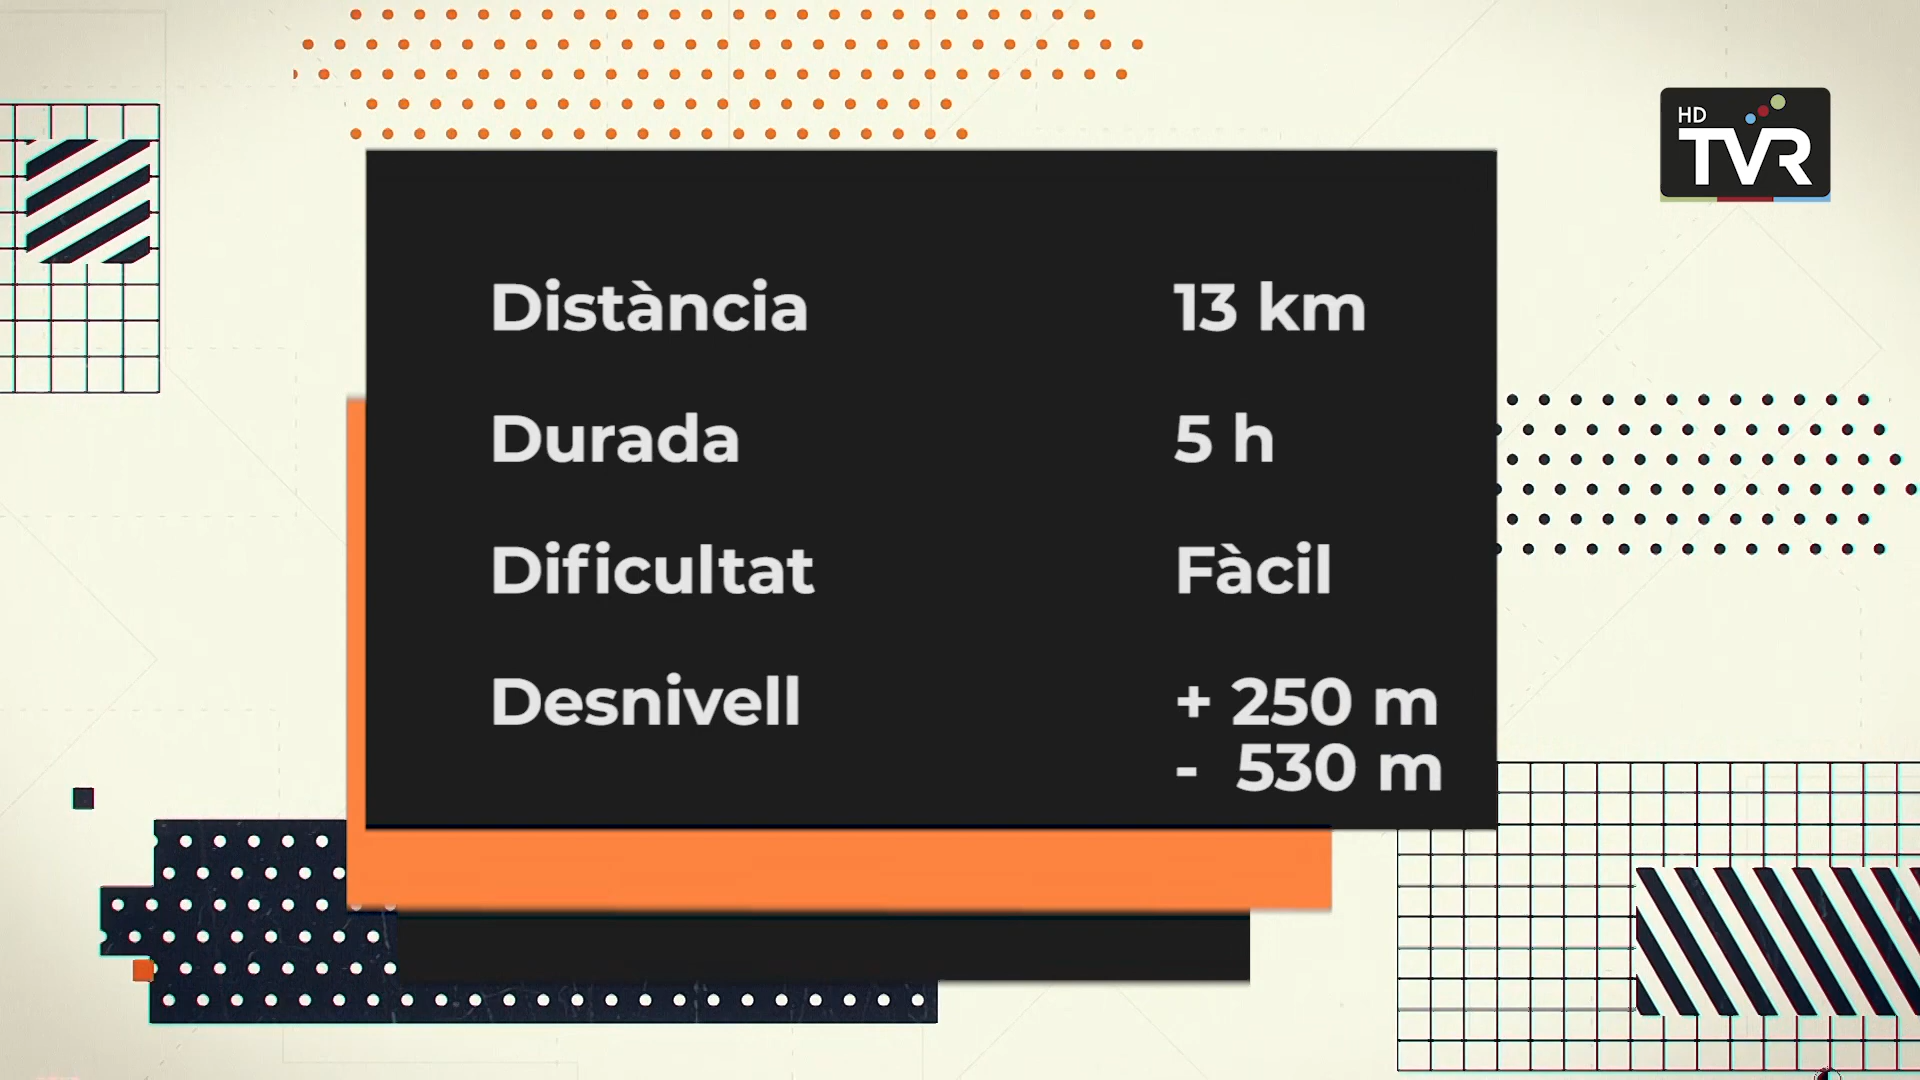 HD
TVR
Distància 13 km
Durada 5 h
Dificultat Fàcil
Desnivell + 250 m
- 530 m